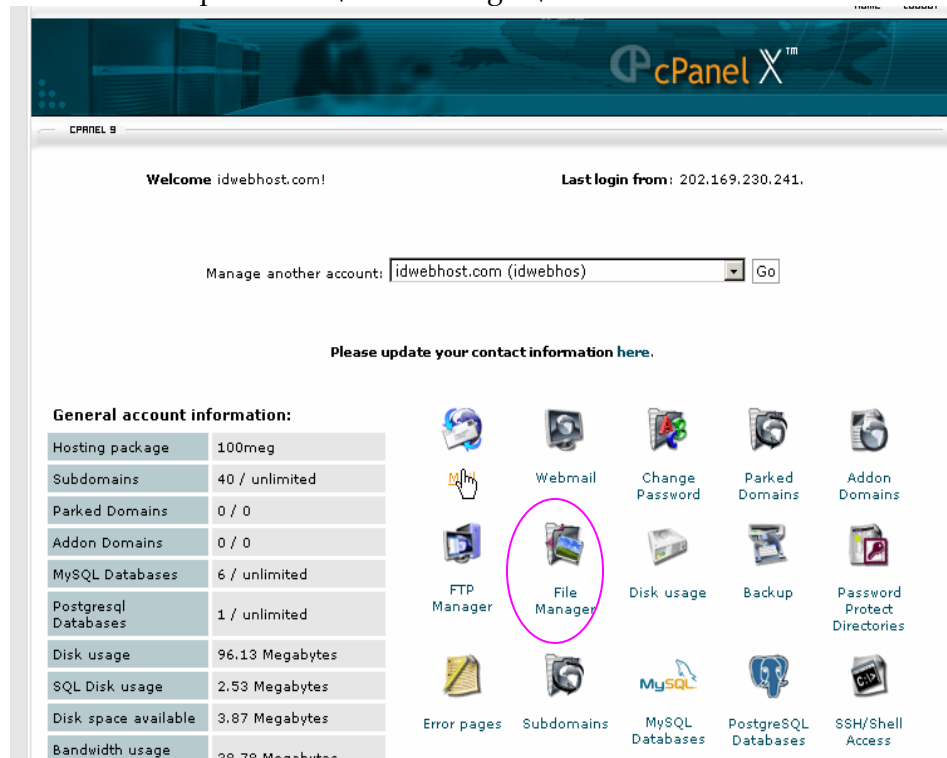 HOME LOGOUT
cPanel X™
CPANEL 9
Welcome idwebhost.com!
Last login from: 202.169.230.241.
Manage another account: idwebhost.com (idwebhos) Go
Please update your contact information here.
General account information:
Hosting package 100meg
Subdomains 40 / unlimited
Parked Domains 0 / 0
Addon Domains 0 / 0
MySQL Databases 6 / unlimited
Postgresql
Databases
1 / unlimited
Disk usage 96.13 Megabytes
SQL Disk usage 2.53 Megabytes
Disk space available 3.87 Megabytes
Bandwidth usage
Megabytes
Webmail
Change
Password
Parked
Domains
Addon
Domains
FTP
Manager
File
Manager
Disk usage
Backup
Password
Protect
Directories
Error pages
Subdomains
MySQL
MySQL
Databases
PostgreSQL
Databases
C:\>
SSH/Shell
Access